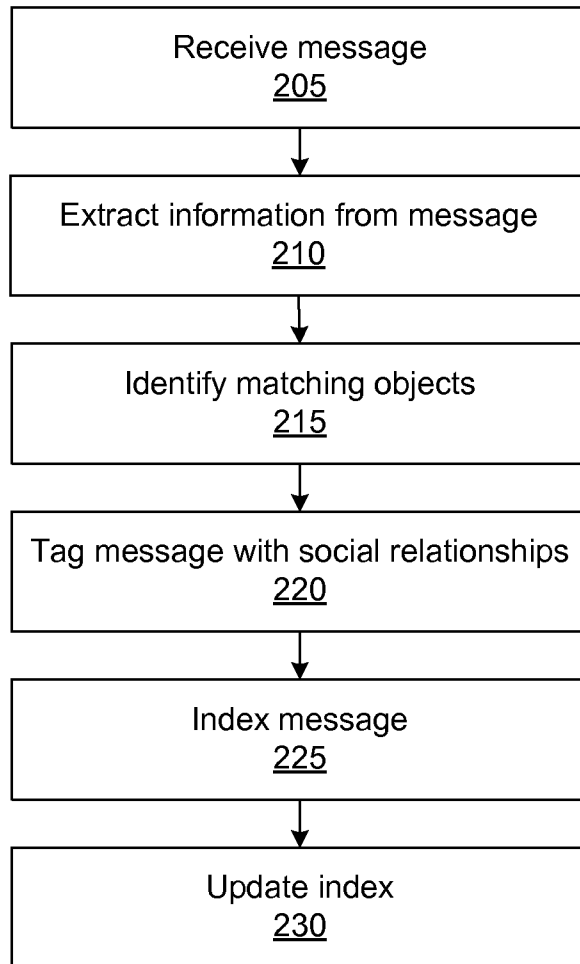 Receive message
205
Extract information from message
210
Identify matching objects
215
Tag message with social relationships
220
Index message
225
Update index
230